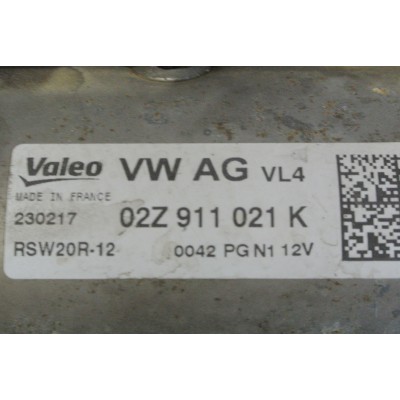 Valeo VW AG VL4
MADE IN FRANCE
230217 02Z 911 021 K
RSW20R-12 0042 PG N1 12V